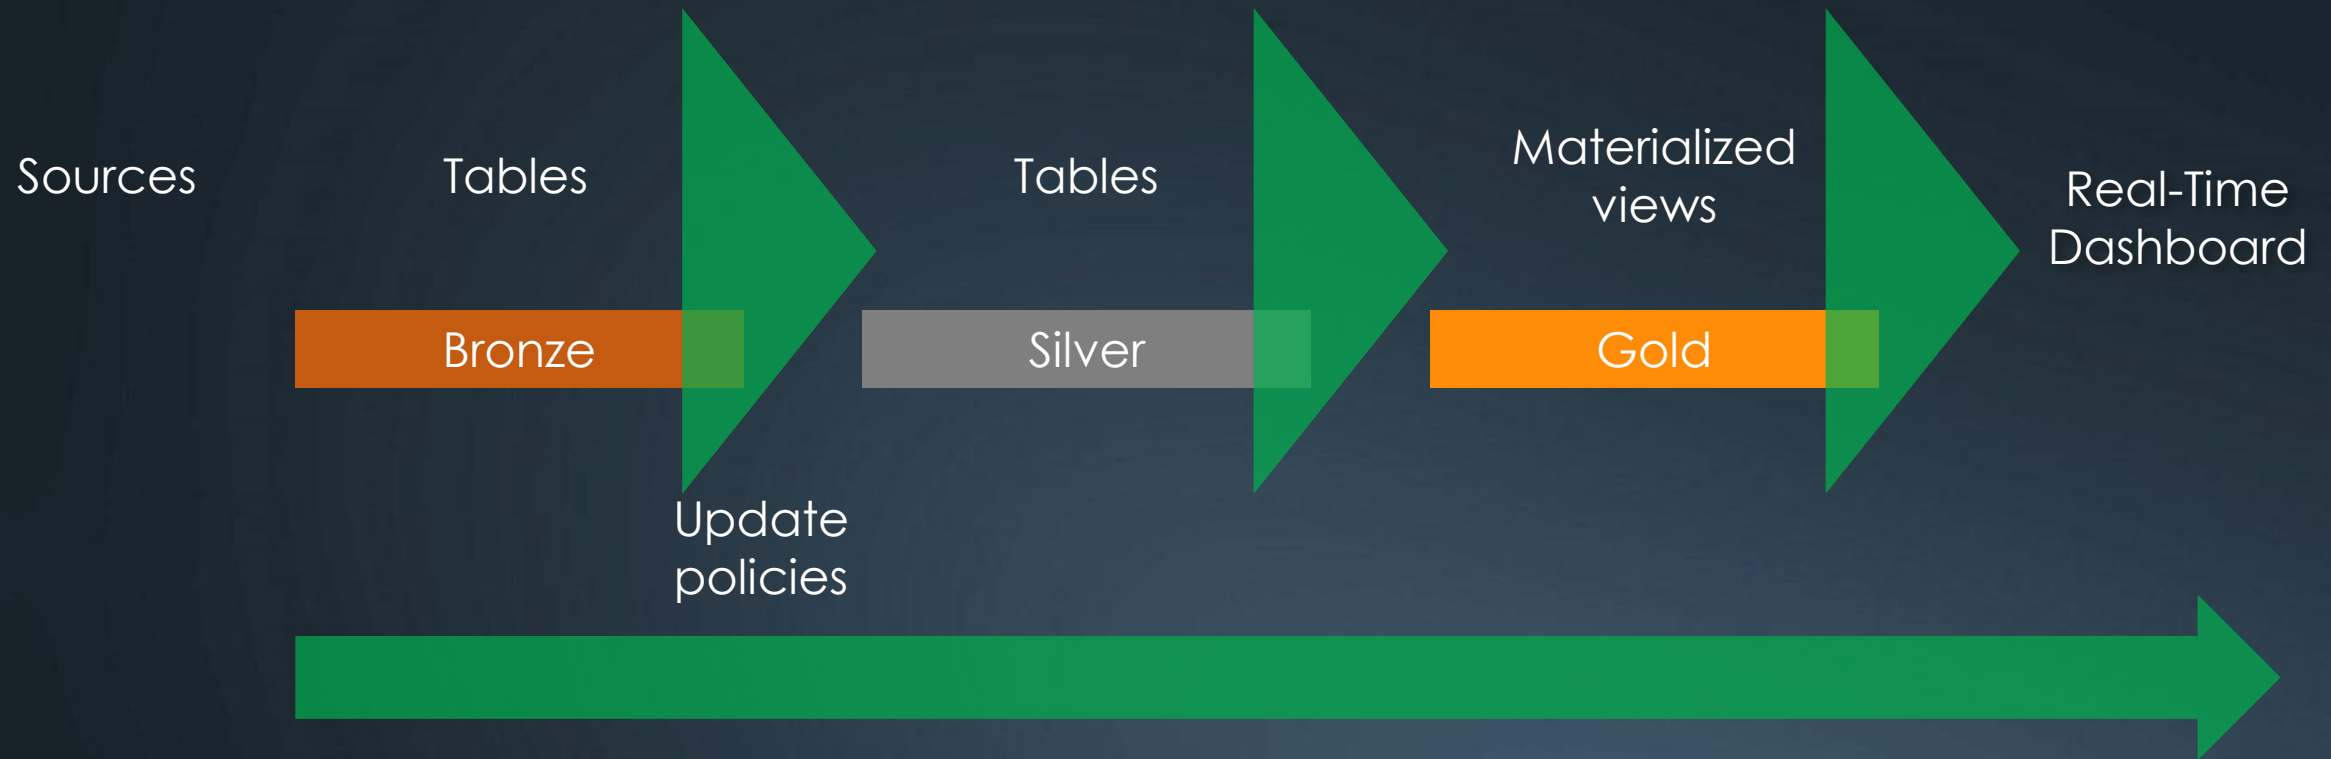 Sources
Tables
Tables
Materialized
views
Real-Time
Dashboard
Bronze
Silver
Gold
Update
policies